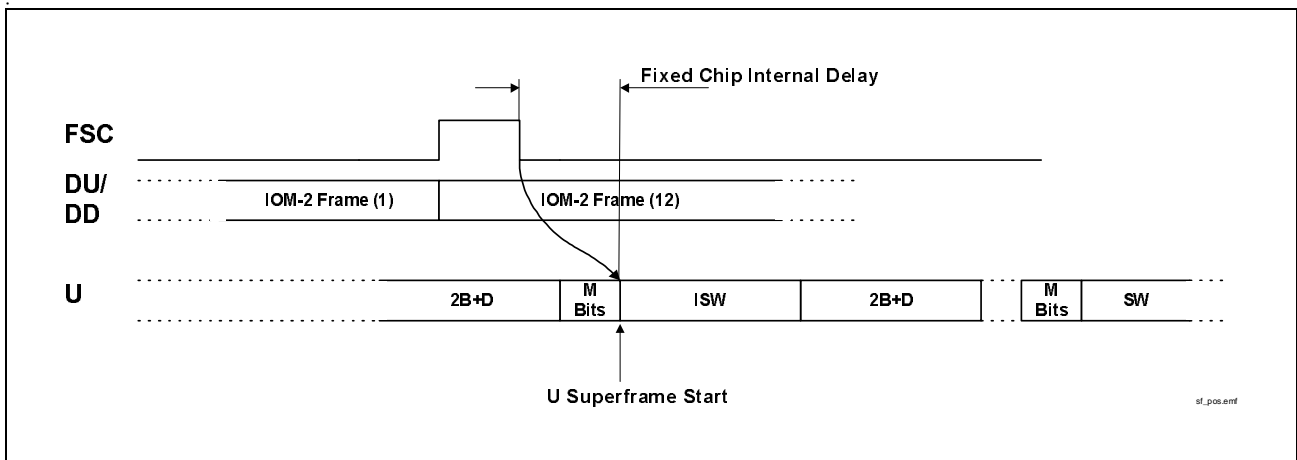 .
Fixed Chip Internal Delay
FSC
DU/
DD
IOM-2 Frame (1)
IOM-2 Frame (12)
U
2B+D
M
Bits
ISW
2B+D
M
Bits
SW
U Superframe Start
sf_pos.emf